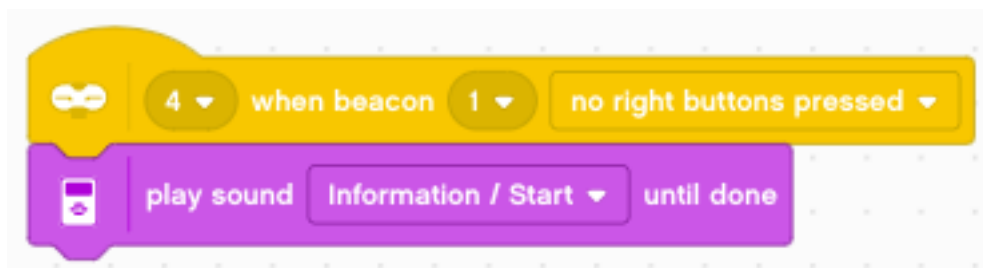 4 when beacon 1 no right buttons pressed
play sound Information / Start until done